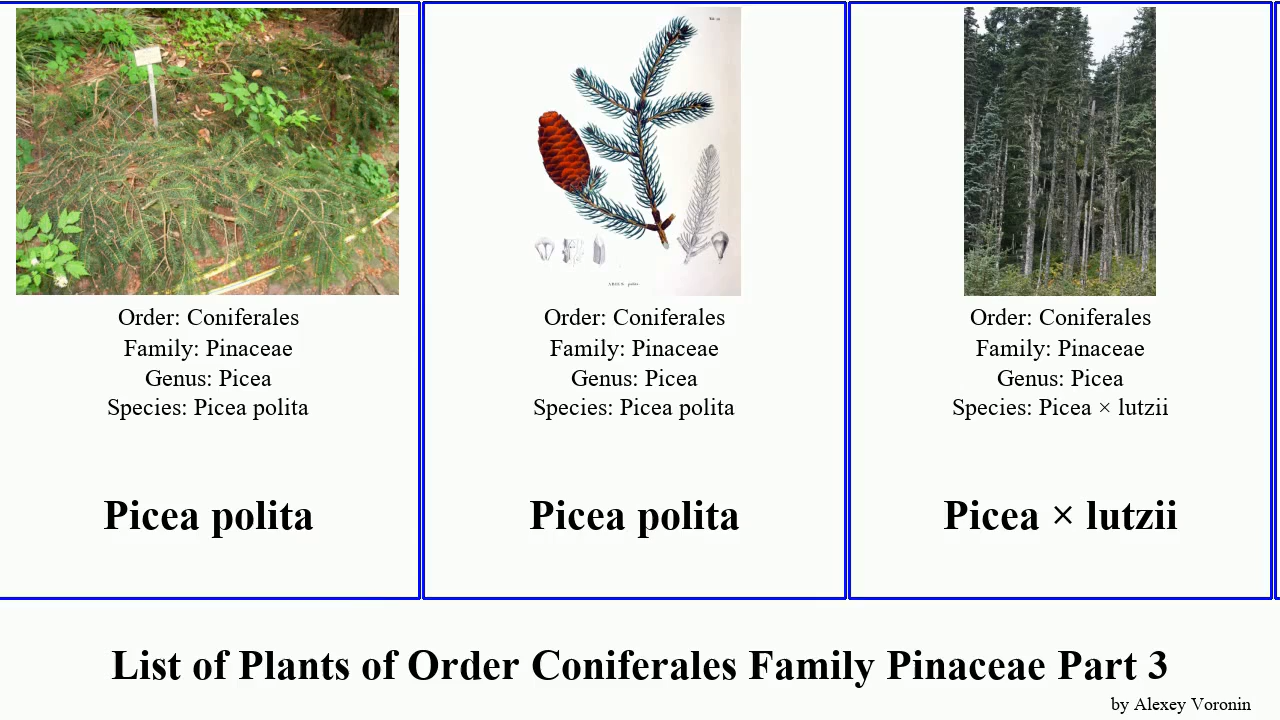 Order: Coniferales
Family: Pinaceae
Genus: Picea
Species: Picea polita
Picea polita
ABIES polita.
Order: Coniferales
Family: Pinaceae
Genus: Picea
Species: Picea polita
Picea polita
Order: Coniferales
Family: Pinaceae
Genus: Picea
Species: Picea × lutzii
Picea × lutzii
List of Plants of Order Coniferales Family Pinaceae Part 3
by Alexey Voronin